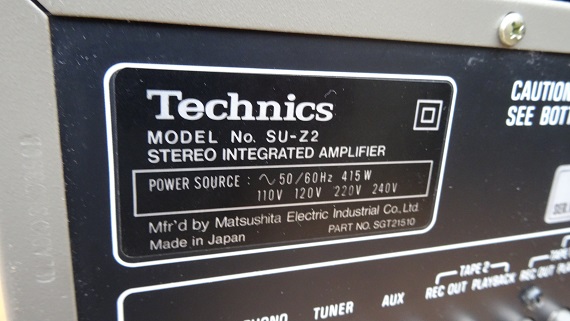 Technics
MODEL No. SU-Z2
STEREO INTEGRATED AMPLIFIER
POWER SOURCE : ∿ 50/60Hz 415W
110V 120V 220V 240V
Mfr'd by Matsushita Electric Industrial Co., Ltd.
Made in Japan PART NO. SGT21510
CAUTION
SEE BOTT
TAPE 2
TUNER AUX REC OUT PLAYBACK REC OUT